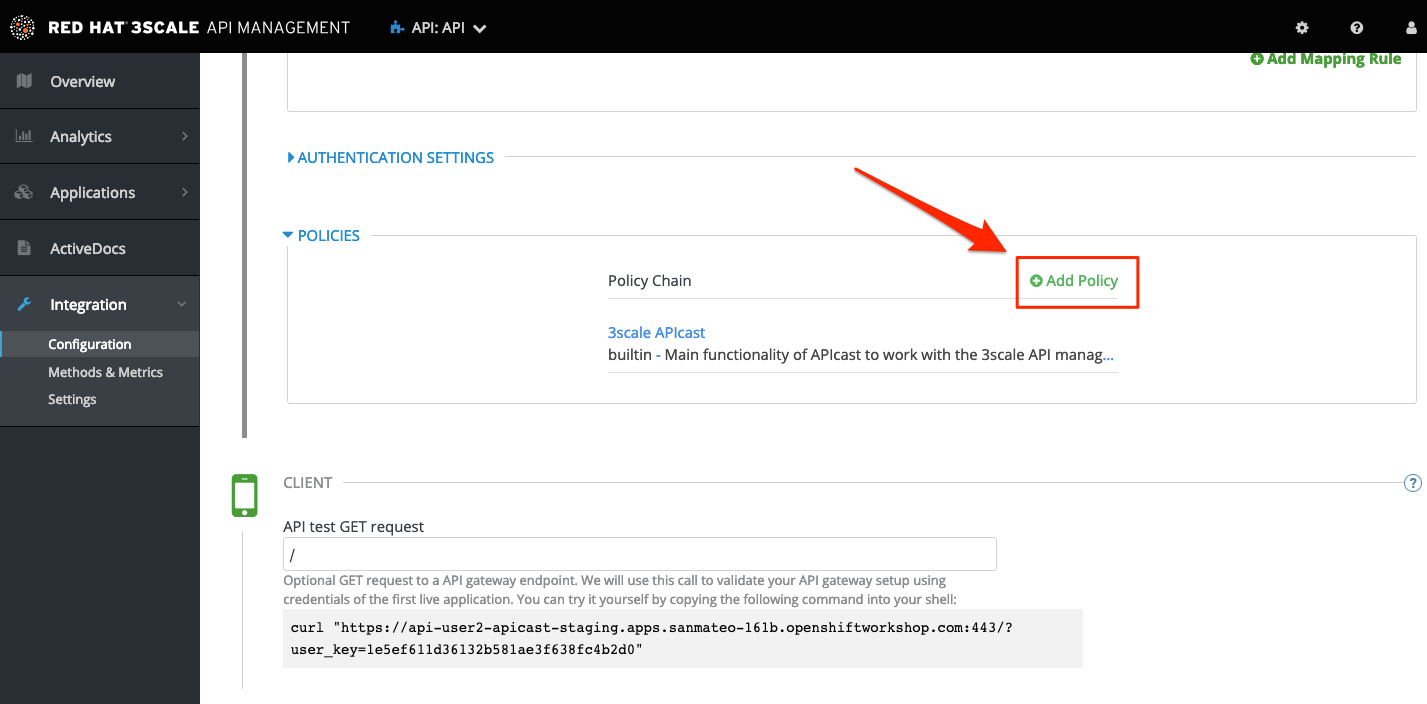 RED HAT 3SCALE API MANAGEMENT
API: API
Overview
Analytics
Applications
ActiveDocs
Integration
Configuration
Methods & Metrics
Settings
Add Mapping Rule
AUTHENTICATION SETTINGS
POLICIES
Policy Chain
Add Policy
3scale APIcast
builtin - Main functionality of APIcast to work with the 3scale API manag...
CLIENT
?
API test GET request
/
Optional GET request to a API gateway endpoint. We will use this call to validate your API gateway setup using
credentials of the first live application. You can try it yourself by copying the following command into your shell:
curl "https://api-user2-apicast-staging.apps.sanmateo-161b.openshiftworkshop.com:443/?
user_key=1e5ef611d36132b581ae3f638fc4b2d0"